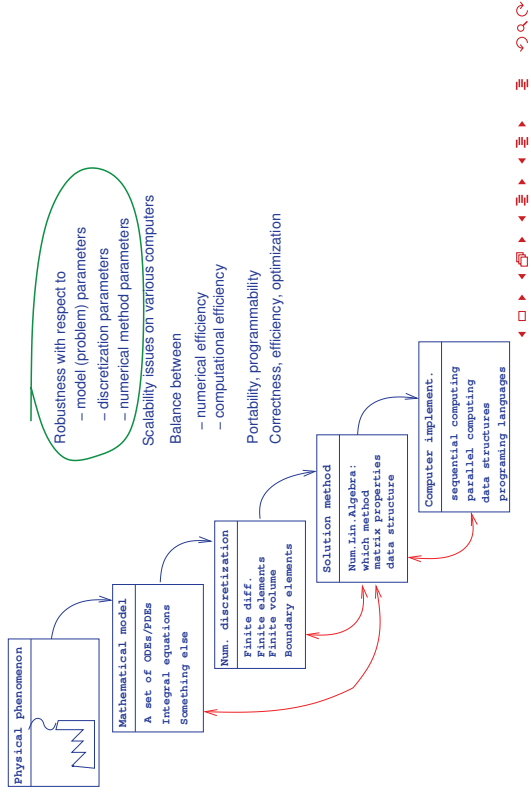 Physical phenomenon
Mathematical model
A set of ODEs/PDEs
Integral equations
Something else
Num. discretization
Finite diff.
Finite elements
Finite volume
Boundary elements
Solution method
Num.Lin.Algebra:
which method
matrix properties
data structure
Computer implement.
sequential computing
parallel computing
data structures
programing languages
Robustness with respect to
– model (problem) parameters
– discretization parameters
– numerical method parameters
Scalability issues on various computers
Balance between
– numerical efficiency
– computational efficiency
Portability, programmability
Correctness, efficiency, optimization